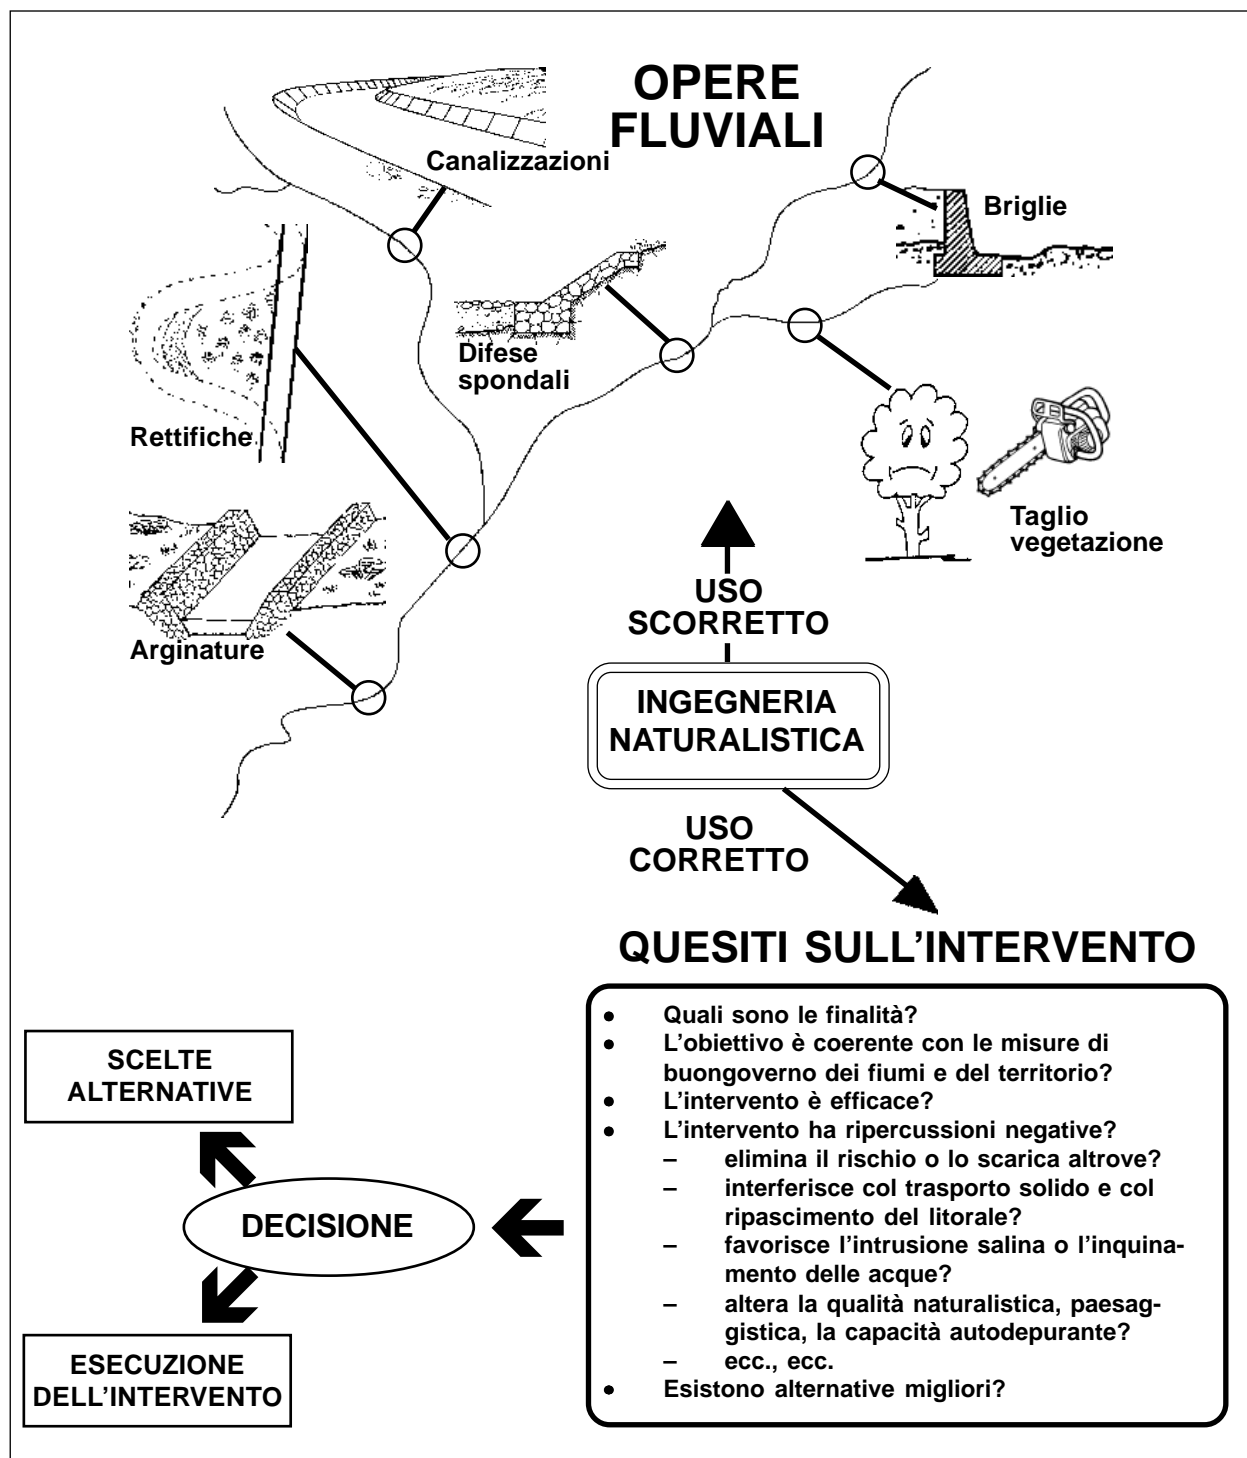 OPERE
FLUVIALI
Canalizzazioni
Briglie
Difese
spondali
Rettifiche
Taglio
vegetazione
Arginature
USO
SCORRETTO
INGEGNERIA
NATURALISTICA
USO
CORRETTO
QUESITI SULL'INTERVENTO
• Quali sono le finalità?
• L'obiettivo è coerente con le misure di
buongoverno dei fiumi e del territorio?
• L'intervento è efficace?
• L'intervento ha ripercussioni negative?
– elimina il rischio o lo scarica altrove?
– interferisce col trasporto solido e col
ripascimento del litorale?
– favorisce l'intrusione salina o l'inquina-
mento delle acque?
– altera la qualità naturalistica, paesag-
gistica, la capacità autodepurante?
– ecc., ecc.
• Esistono alternative migliori?
SCELTE
ALTERNATIVE
DECISIONE
ESECUZIONE
DELL'INTERVENTO